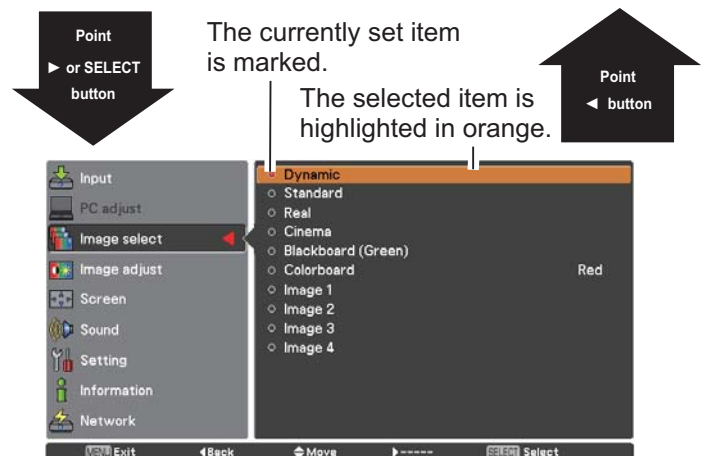 Point
► or SELECT
button
The currently set item
is marked.
The selected item is
highlighted in orange.
Point
◄ button
Input
PC adjust
Image select
Image adjust
Screen
Sound
Setting
Information
Network
Dynamic
Standard
Real
Cinema
Blackboard (Green)
Colorboard Red
Image 1
Image 2
Image 3
Image 4
MENU Exit ◄Back Move ►----- SELECT Select